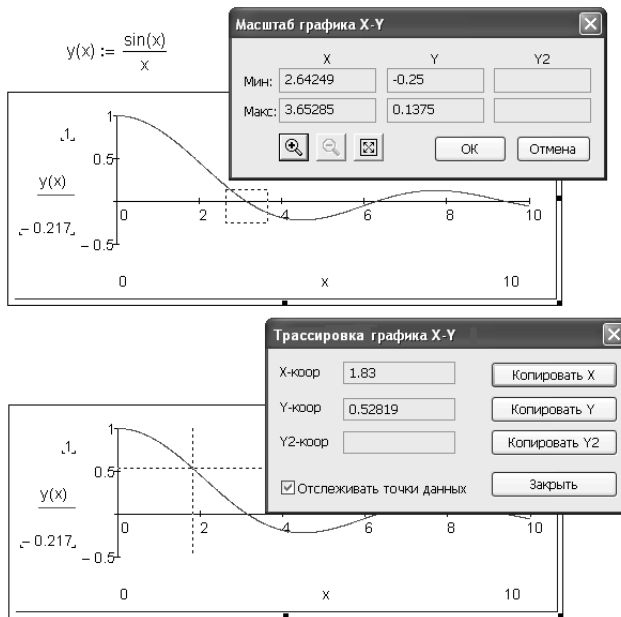 Масштаб графика X-Y
y(x) := sin(x) / x
X Y Y2
Мин: 2.64249 -0.25
Макс: 3.65285 0.1375
ОК Отмена
1
1
0.5
y(x)
0 2 4 6 8 10
-0.217
-0.5
0 x 10
Трассировка графика X-Y
X-коор 1.83 Копировать X
Y-коор 0.52819 Копировать Y
Y2-коор Копировать Y2
Отслеживать точки данных Закрыть
1
1
0.5
y(x)
0 2 4 6 8 10
-0.217
-0.5
0 x 10